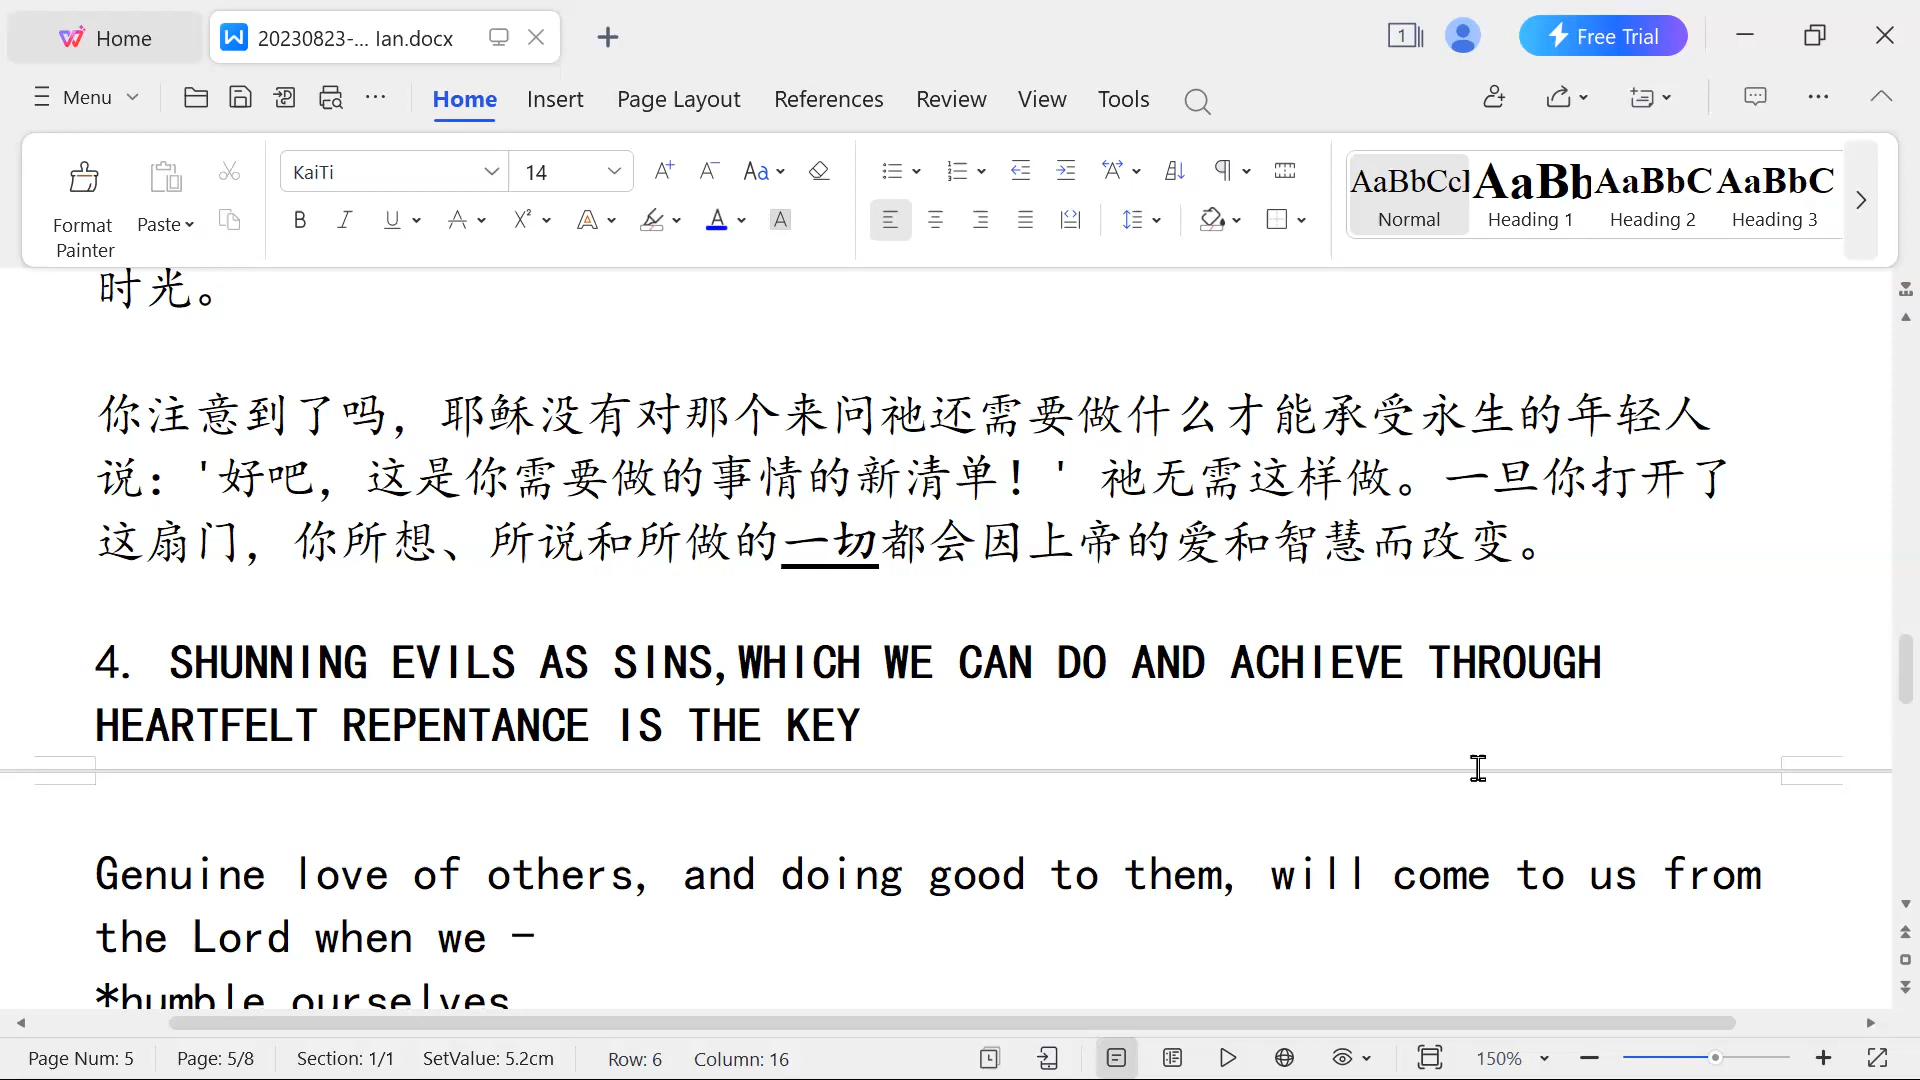 Home
20230823-... Ian.docx
1
Free Trial
Menu
Home
Insert
Page Layout
References
Review
View
Tools
Format
Painter
Paste
KaiTi
14
AaBbCcI
Normal
AaBb
Heading 1
AaBbC
Heading 2
AaBbC
Heading 3
时光。
你注意到了吗，耶稣没有对那个来问祂还需要做什么才能承受永生的年轻人
说：'好吧，这是你需要做的事情的新清单！' 祂无需这样做。一旦你打开了
这扇门，你所想、所说和所做的一切都会因上帝的爱和智慧而改变。
4. SHUNNING EVILS AS SINS,WHICH WE CAN DO AND ACHIEVE THROUGH
HEARTFELT REPENTANCE IS THE KEY
Genuine love of others, and doing good to them, will come to us from
the Lord when we –
*humble ourselves
Page Num: 5
Page: 5/8
Section: 1/1
SetValue: 5.2cm
Row: 6
Column: 16
150%